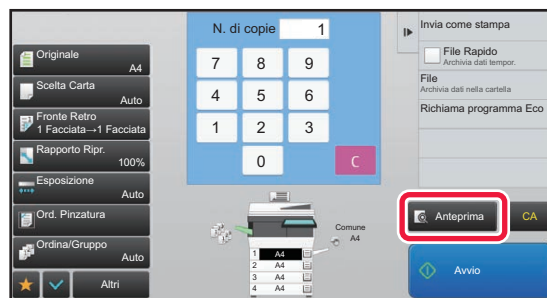 N. di copie 1
Originale
A4
Scelta Carta
Auto
Fronte Retro
1 Facciata→1 Facciata
Rapporto Ripr.
100%
Esposizione
Auto
Ord. Pinzatura
Ordina/Gruppo
Auto
Altri
7 8 9
4 5 6
1 2 3
0 C
Comune
A4
1 A4
2 A4
3 A4
4 A4
Invia come stampa
File Rapido
Archivia dati tempor.
File
Archivia dati nella cartella
Richiama programma Eco
Anteprima
CA
Avvio